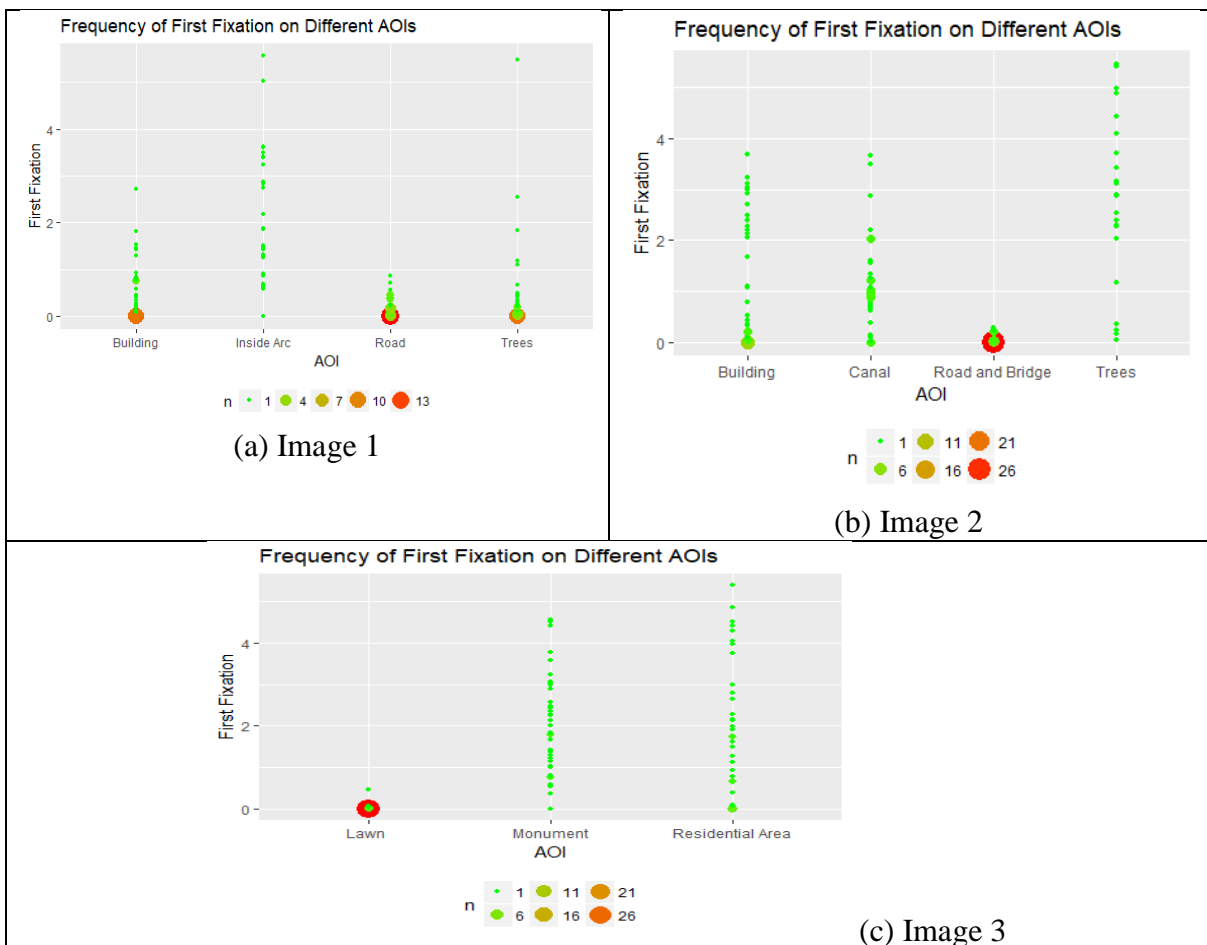 Frequency of First Fixation on Different AOIs
First Fixation
4
2
0
Building Inside Arc Road Trees
AOI
n 1 4 7 10 13
(a) Image 1
Frequency of First Fixation on Different AOIs
First Fixation
4
2
0
Building Canal Road and Bridge Trees
AOI
n
1 11 21
6 16 26
(b) Image 2
Frequency of First Fixation on Different AOIs
First Fixation
4
2
0
Lawn Monument Residential Area
AOI
n
1 11 21
6 16 26
(c) Image 3